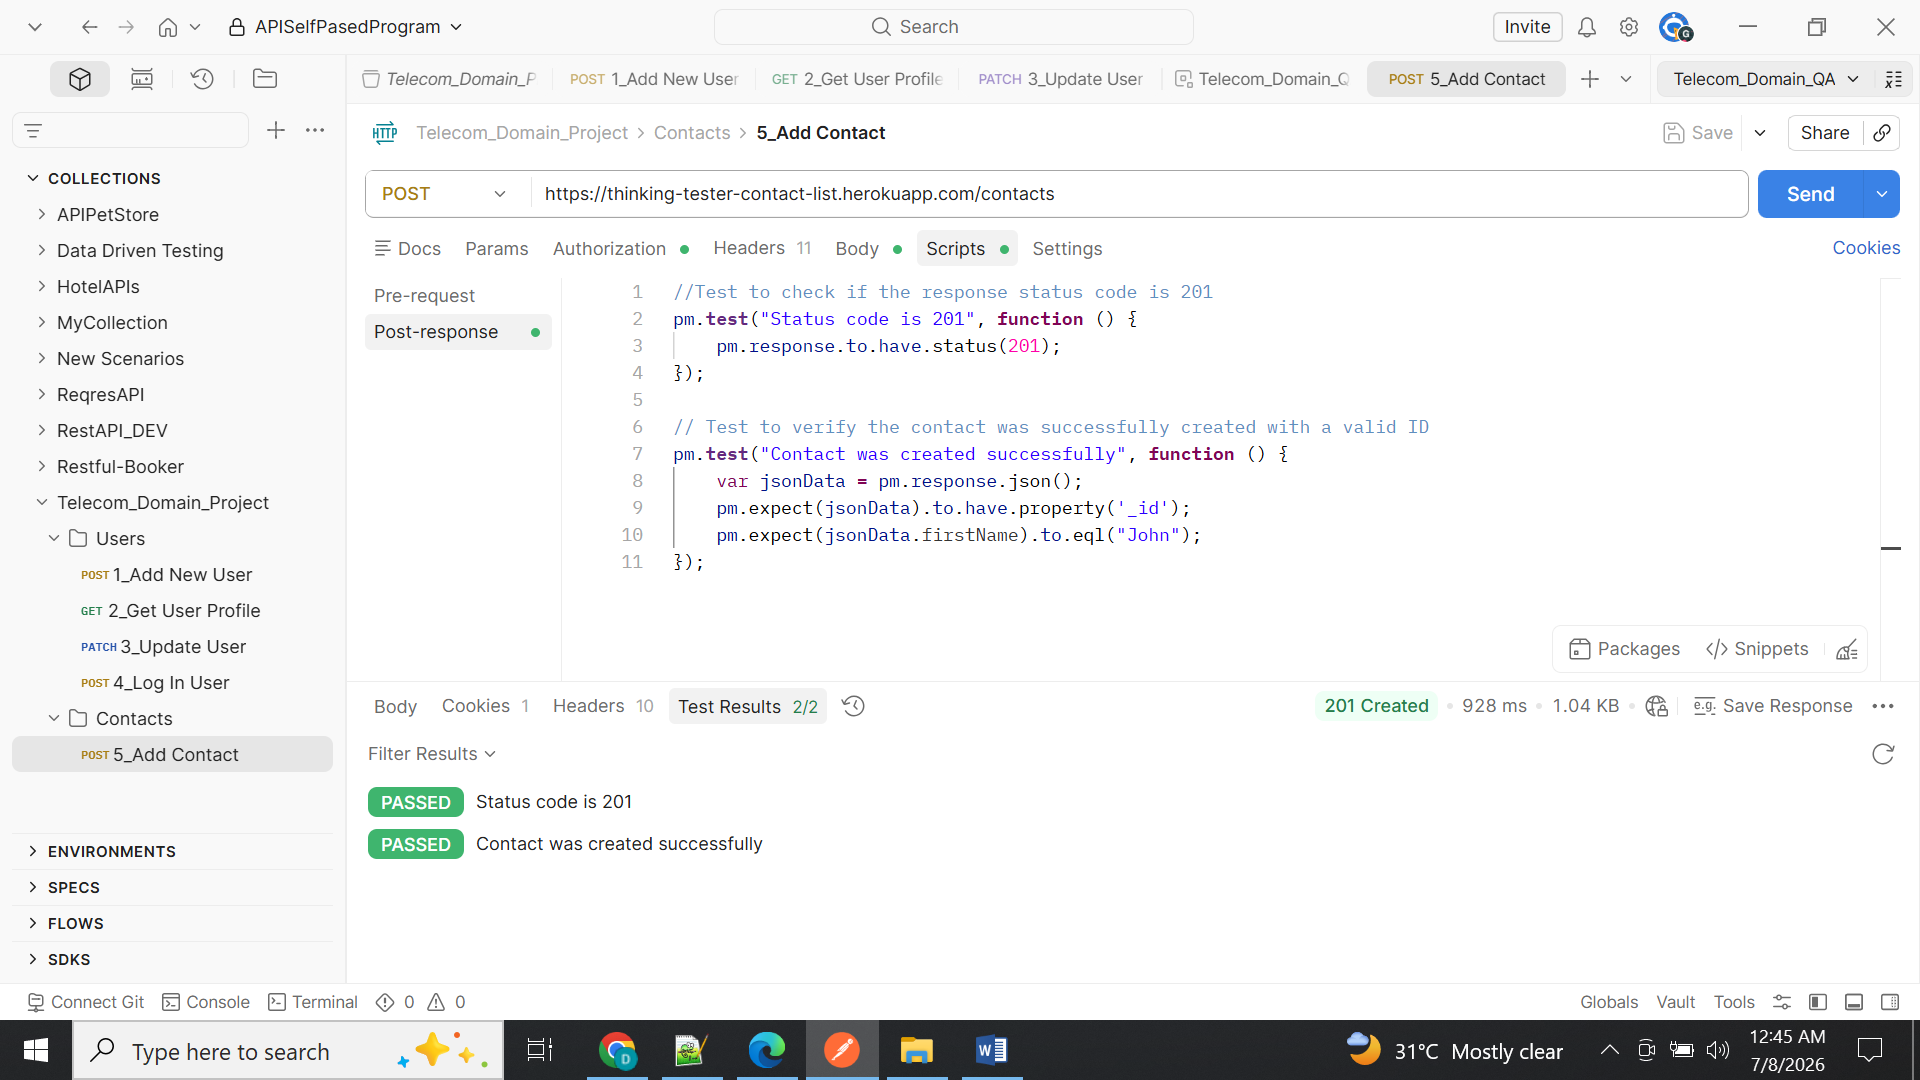 APISelfPasedProgram
Search
Invite
Telecom_Domain_P
POST 1_Add New User
GET 2_Get User Profile
PATCH 3_Update User
Telecom_Domain_Q
POST 5_Add Contact
Telecom_Domain_QA
HTTP Telecom_Domain_Project > Contacts > 5_Add Contact
Save
Share
COLLECTIONS
APIPetStore
Data Driven Testing
HotelAPIs
MyCollection
New Scenarios
ReqresAPI
RestAPI_DEV
Restful-Booker
Telecom_Domain_Project
Users
POST 1_Add New User
GET 2_Get User Profile
PATCH 3_Update User
POST 4_Log In User
Contacts
POST 5_Add Contact
ENVIRONMENTS
SPECS
FLOWS
SDKS
POST https://thinking-tester-contact-list.herokuapp.com/contacts
Send
Docs Params Authorization Headers 11 Body Scripts Settings
Cookies
Pre-request
Post-response
1 //Test to check if the response status code is 201
2 pm.test("Status code is 201", function () {
3 pm.response.to.have.status(201);
4 });
5
6 // Test to verify the contact was successfully created with a valid ID
7 pm.test("Contact was created successfully", function () {
8 var jsonData = pm.response.json();
9 pm.expect(jsonData).to.have.property('_id');
10 pm.expect(jsonData.firstName).to.eql("John");
11 });
Packages </> Snippets
Body Cookies 1 Headers 10 Test Results 2/2
201 Created • 928 ms • 1.04 KB • e.g. Save Response
Filter Results
PASSED Status code is 201
PASSED Contact was created successfully
Connect Git Console Terminal 0 0
Globals Vault Tools
Type here to search
31°C Mostly clear
12:45 AM
7/8/2026